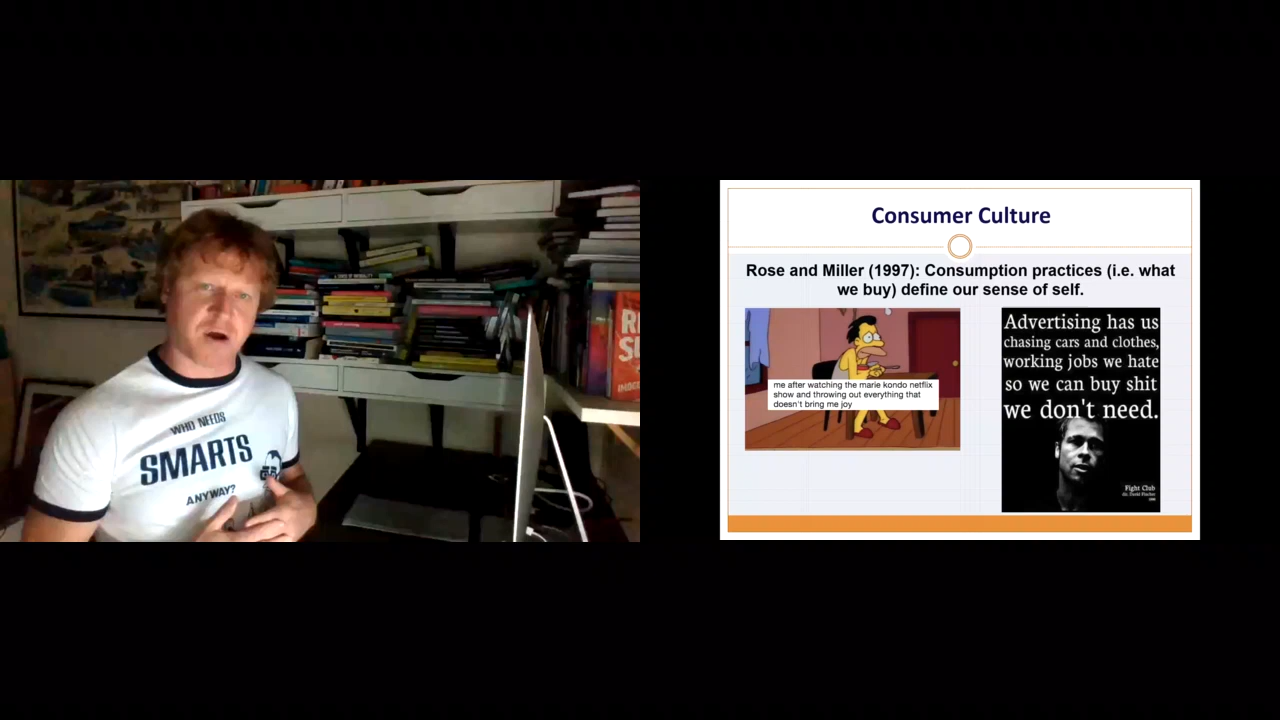 WHO NEEDS
SMARTS
ANYWAY?
Consumer Culture
Rose and Miller (1997): Consumption practices (i.e. what
we buy) define our sense of self.
me after watching the marie kondo netflix
show and throwing out everything that
doesn't bring me joy
Advertising has us
chasing cars and clothes,
working jobs we hate
so we can buy shit
we don't need.
Fight Club